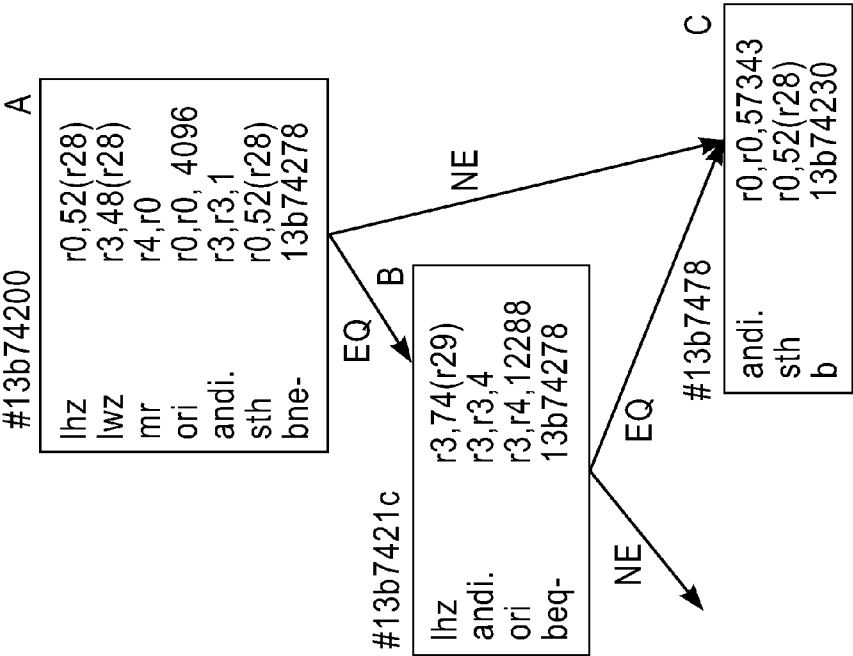 #13b74200 A
lhz r0,52(r28)
lwz r3,48(r28)
mr r4,r0
ori r0,r0, 4096
andi. r3,r3,1
sth r0,52(r28)
bne- 13b74278
EQ
NE
#13b7421c B
lhz r3,74(r29)
andi. r3,r3,4
ori r3,r4,12288
beq- 13b74278
NE
EQ
#13b7478 C
andi. r0,r0,57343
sth r0,52(r28)
b 13b74230